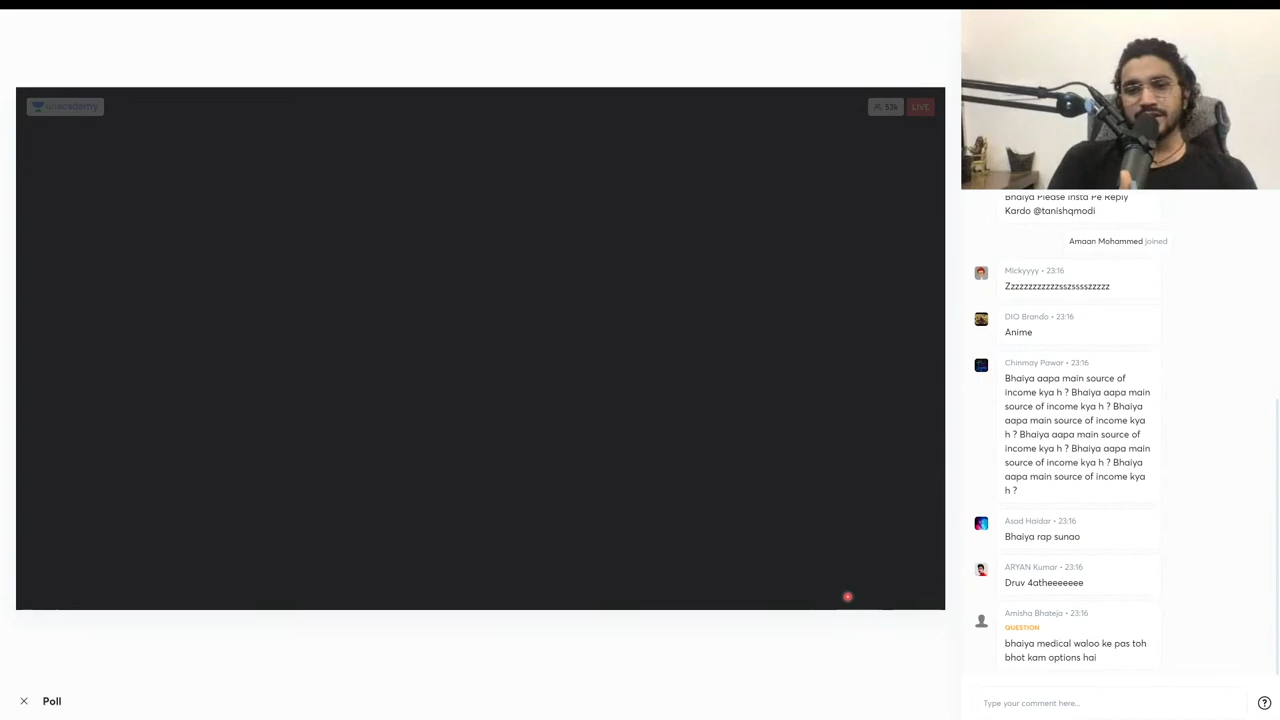 unacademy
53k
LIVE
Bhaiya Please Insta Pe Reply
Kardo @tanishqmodi
Amaan Mohammed joined
Mickyyyy • 23:16
Zzzzzzzzzzzzsszsssszzzzz
DIO Brando • 23:16
Anime
Chinmay Pawar • 23:16
Bhaiya aapa main source of
income kya h ? Bhaiya aapa main
source of income kya h ? Bhaiya
aapa main source of income kya
h ? Bhaiya aapa main source of
income kya h ? Bhaiya aapa main
source of income kya h ? Bhaiya
aapa main source of income kya
h ?
Asad Haidar • 23:16
Bhaiya rap sunao
ARYAN Kumar • 23:16
Druv 4atheeeeeee
Amisha Bhateja • 23:16
QUESTION
bhaiya medical waloo ke pas toh
bhot kam options hai
Poll
Type your comment here...